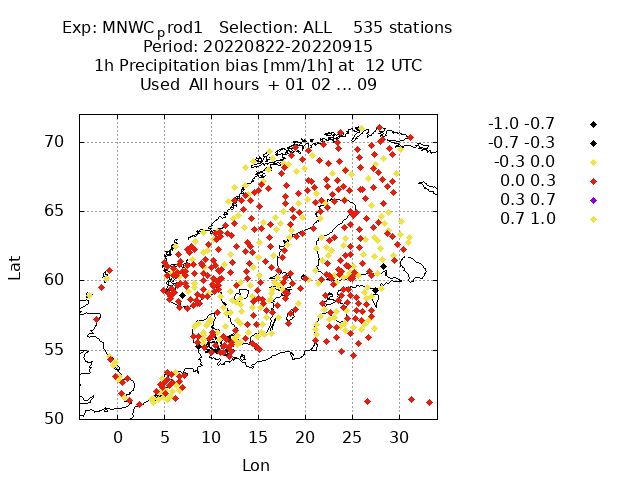 Exp: MNWC_prod1   Selection: ALL    535 stations
Period: 20220822-20220915
1h Precipitation bias [mm/1h] at  12 UTC
Used  All hours  + 01 02 ... 09
-1.0 -0.7
-0.7 -0.3
-0.3 0.0
0.0 0.3
0.3 0.7
0.7 1.0
70
65
60
55
50
Lat
0 5 10 15 20 25 30
Lon